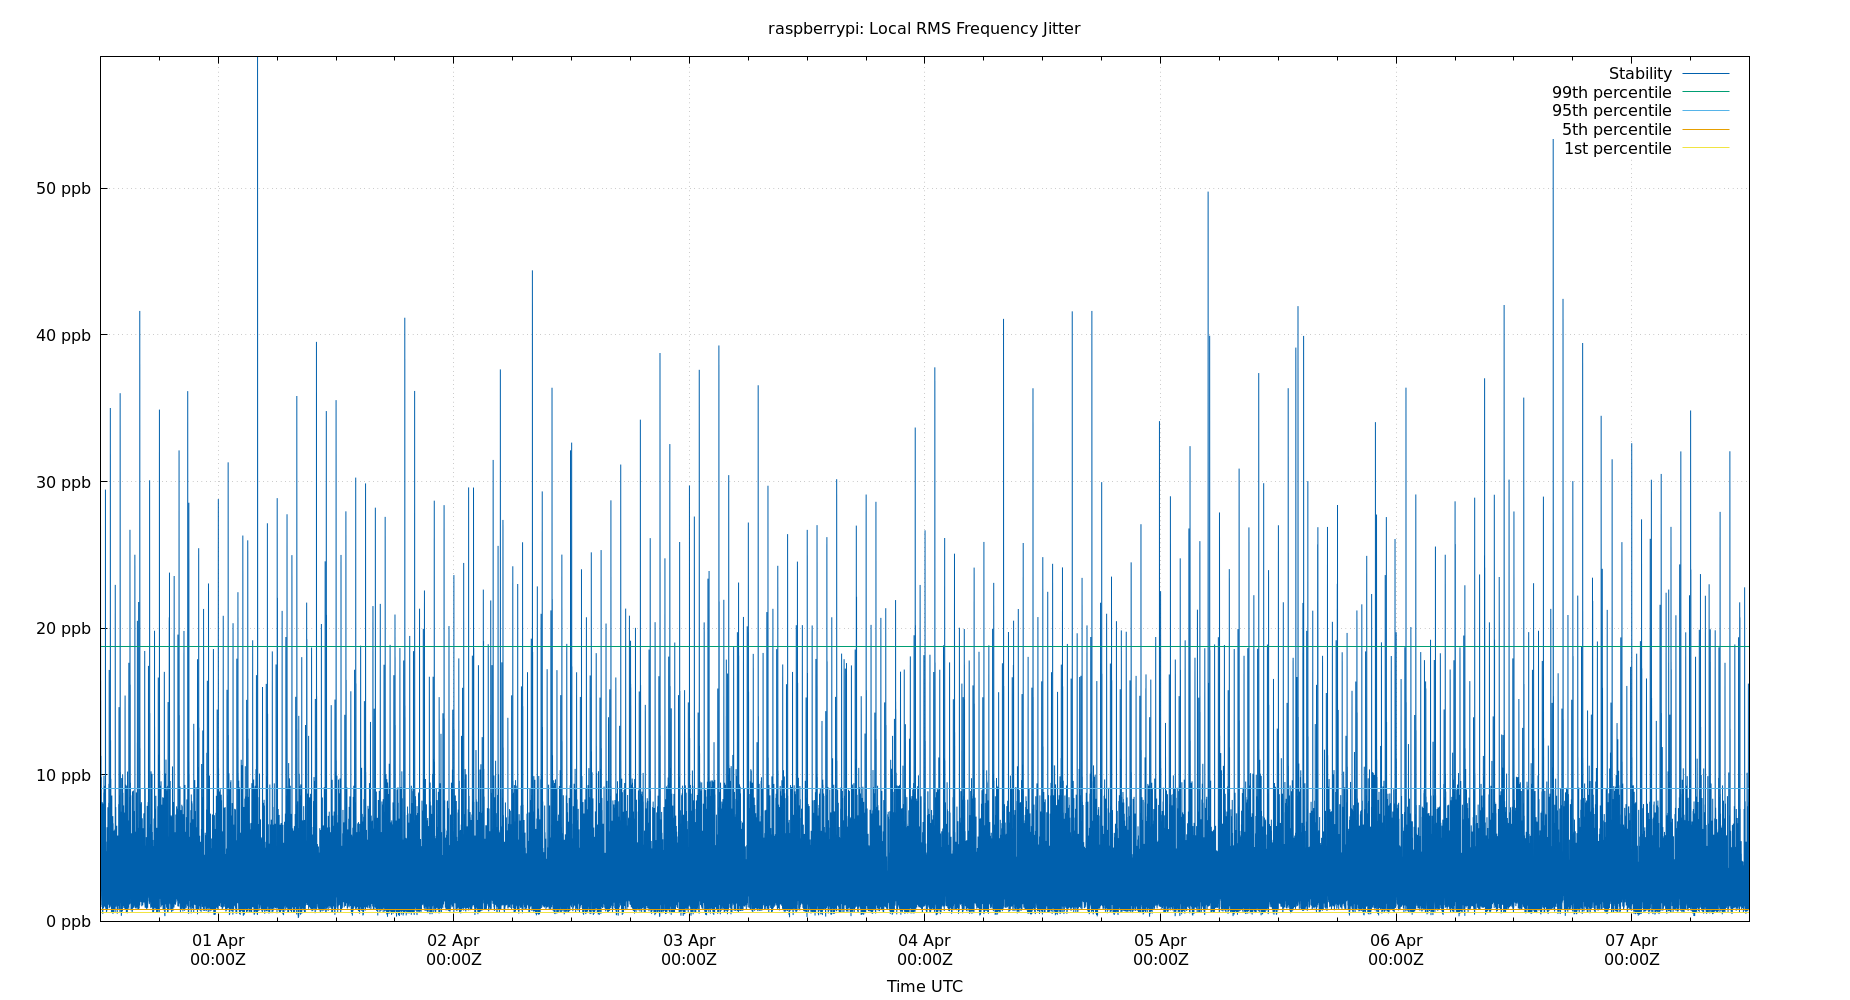 raspberrypi: Local RMS Frequency Jitter
Stability
99th percentile
95th percentile
5th percentile
1st percentile
50 ppb
40 ppb
30 ppb
20 ppb
10 ppb
0 ppb
01 Apr 02 Apr 03 Apr 04 Apr 05 Apr 06 Apr 07 Apr
00:00Z 00:00Z 00:00Z 00:00Z 00:00Z 00:00Z 00:00Z
Time UTC